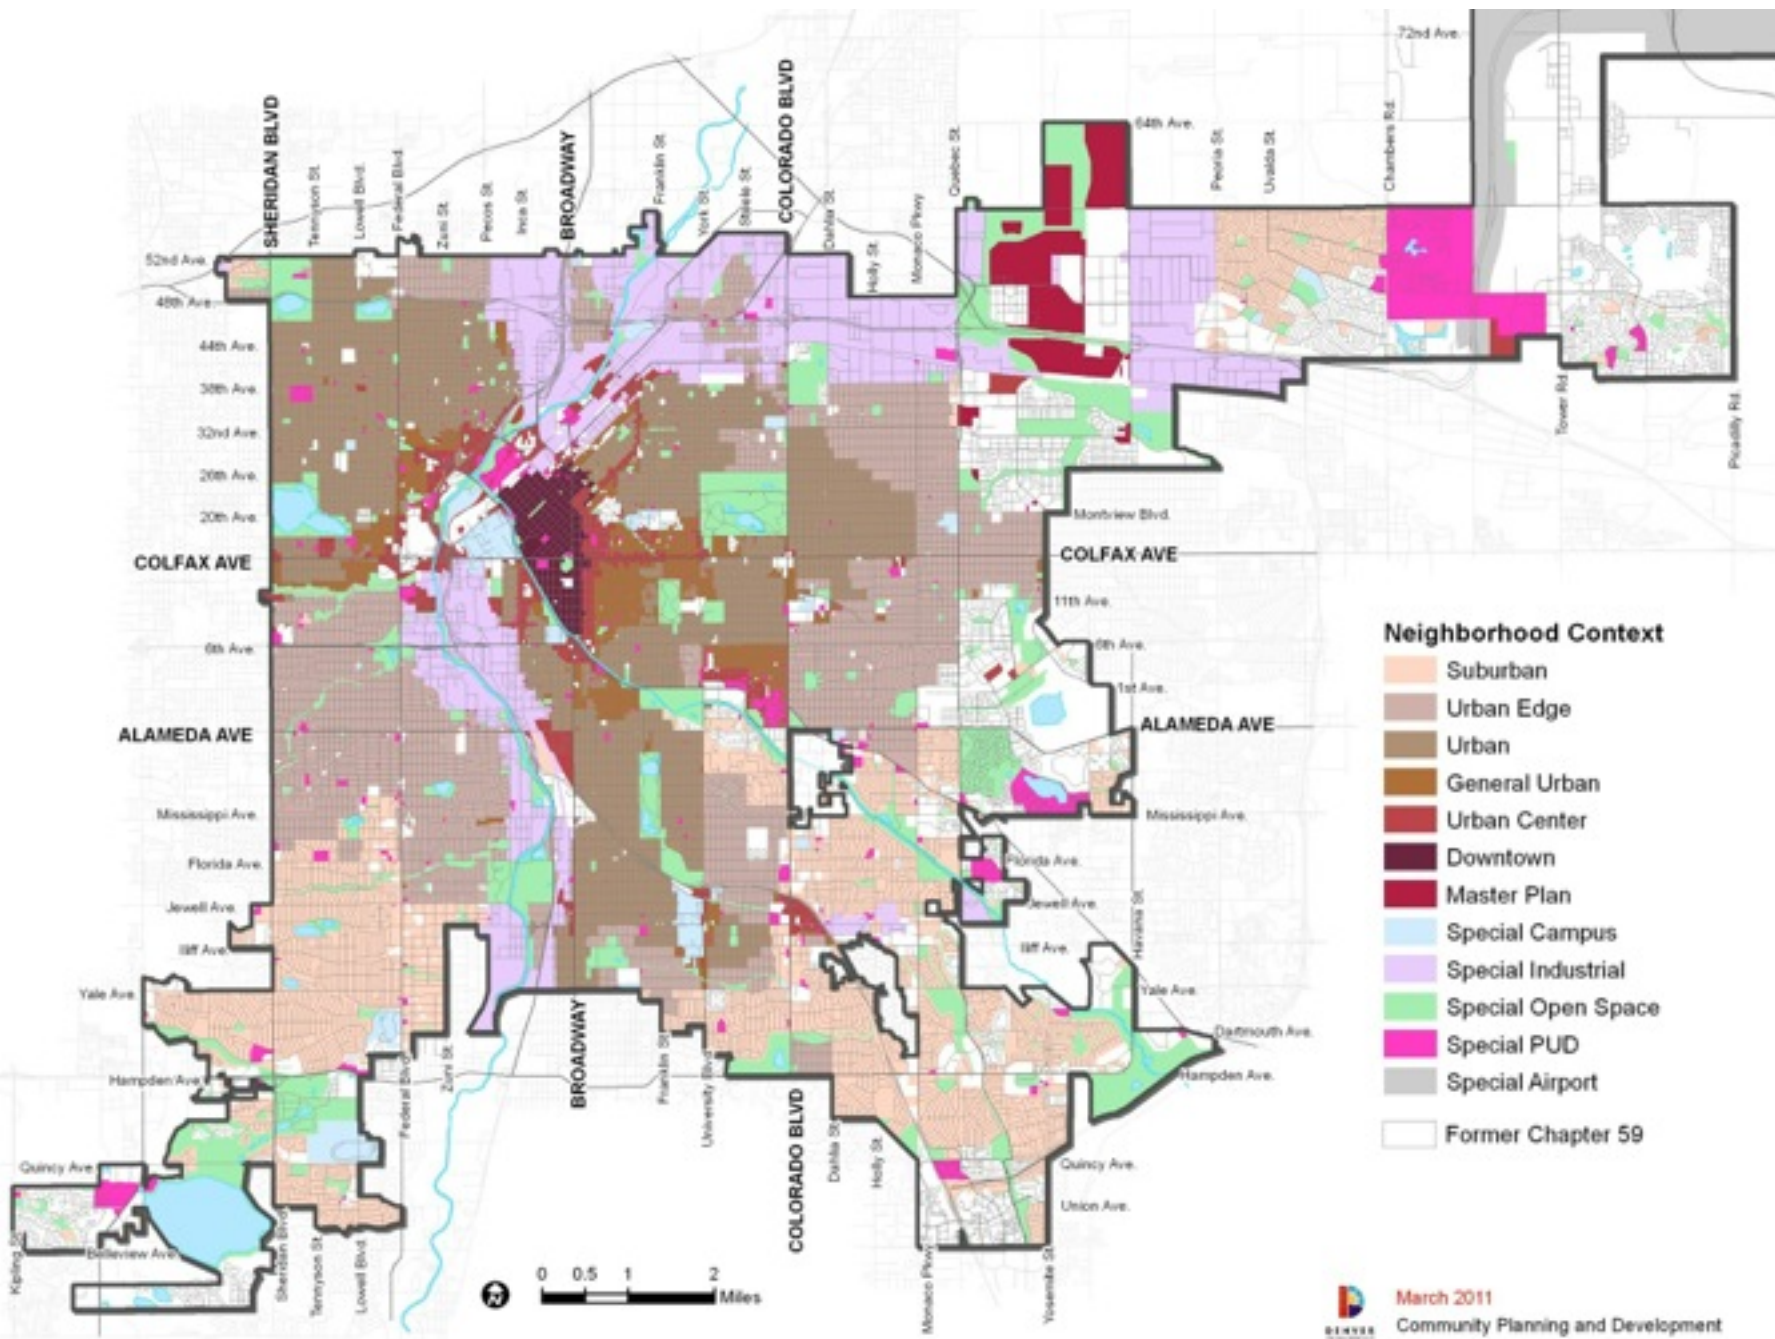 72nd Ave.
64th Ave.
SHERIDAN BLVD
Tennyson St.
Lowell Blvd.
Federal Blvd.
Zuni St.
Pecos St.
Inca St.
BROADWAY
Franklin St.
York St.
Steele St.
COLORADO BLVD
Dahlia St.
Holly St.
Monaco Pkwy
Quebec St.
Peoria St.
Uvalda St.
Chambers Rd.
52nd Ave.
48th Ave.
44th Ave.
38th Ave.
32nd Ave.
26th Ave.
20th Ave.
COLFAX AVE
6th Ave.
ALAMEDA AVE
Mississippi Ave.
Florida Ave.
Jewell Ave.
Iliff Ave.
Yale Ave.
Hampden Ave.
Quincy Ave.
Belleview Ave.
Kipling St.
Tower Rd.
Picadilly Rd.
Montview Blvd.
COLFAX AVE
11th Ave.
6th Ave.
1st Ave.
ALAMEDA AVE
Mississippi Ave.
Florida Ave.
Jewell Ave.
Havana St.
Iliff Ave.
Yale Ave.
Dartmouth Ave.
Hampden Ave.
Quincy Ave.
Union Ave.
Sheridan Blvd.
Tennyson St.
Lowell Blvd.
Federal Blvd.
Zuni St.
BROADWAY
Franklin St.
University Blvd.
COLORADO BLVD
Dahlia St.
Holly St.
Monaco Pkwy
Yosemite St.
Neighborhood Context
Suburban
Urban Edge
Urban
General Urban
Urban Center
Downtown
Master Plan
Special Campus
Special Industrial
Special Open Space
Special PUD
Special Airport
Former Chapter 59
0 0.5 1 2
Miles
DENVER
March 2011
Community Planning and Development